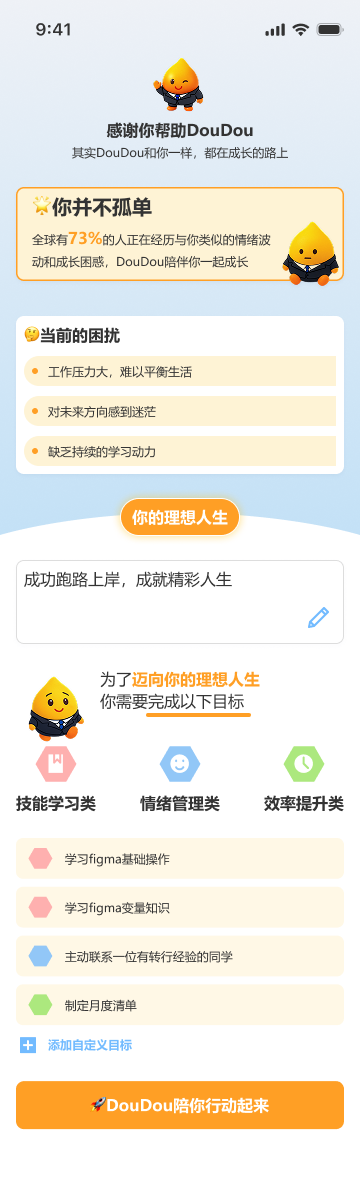 9:41
感谢你帮助DouDou
其实DouDou和你一样，都在成长的路上
🌟你并不孤单
全球有73%的人正在经历与你类似的情绪波
动和成长困惑，DouDou陪伴你一起成长
🤔当前的困扰
工作压力大，难以平衡生活
对未来方向感到迷茫
缺乏持续的学习动力
你的理想人生
成功跑路上岸，成就精彩人生
为了迈向你的理想人生
你需要完成以下目标
技能学习类 情绪管理类 效率提升类
学习figma基础操作
学习figma变量知识
主动联系一位有转行经验的同学
制定月度清单
添加自定义目标
🚀DouDou陪你行动起来